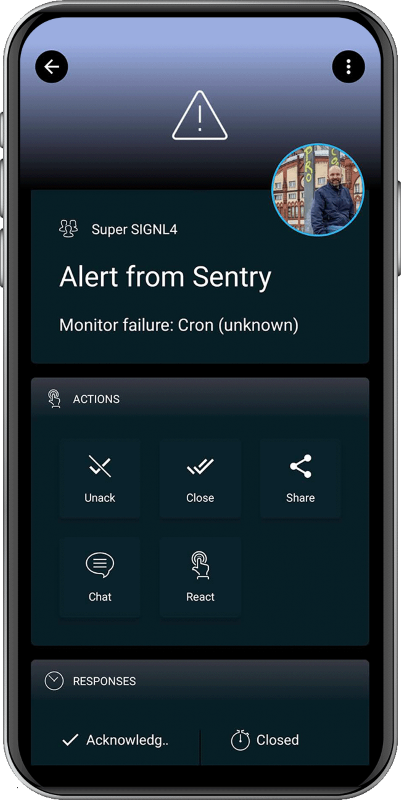 Super SIGNL4
Alert from Sentry
Monitor failure: Cron (unknown)
ACTIONS
Unack
Close
Share
Chat
React
RESPONSES
Acknowledg..
Closed